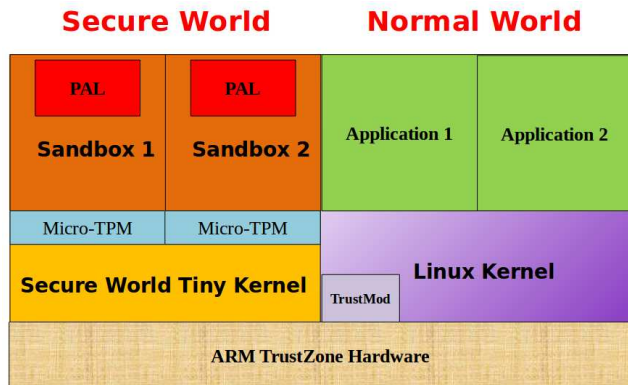 Secure World Normal World
PAL PAL
Sandbox 1 Sandbox 2 Application 1 Application 2
Micro-TPM Micro-TPM
Secure World Tiny Kernel Linux Kernel
TrustMod
ARM TrustZone Hardware